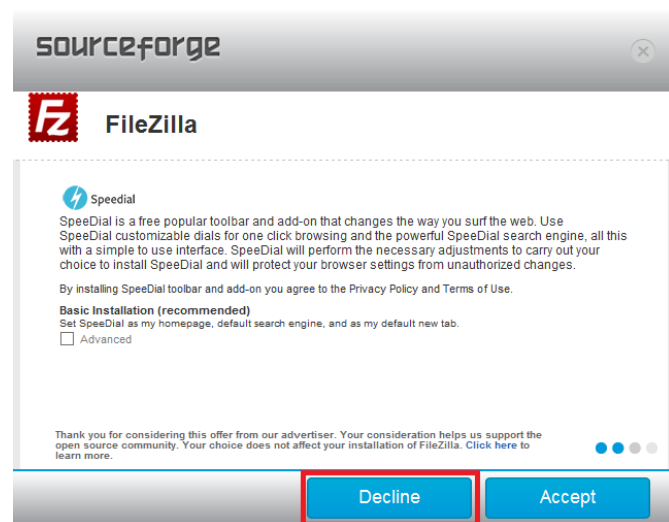 sourceforge
Fz FileZilla
Speedial
SpeeDial is a free popular toolbar and add-on that changes the way you surf the web. Use
SpeeDial customizable dials for one click browsing and the powerful SpeeDial search engine, all this
with a simple to use interface. SpeeDial will perform the necessary adjustments to carry out your
choice to install SpeeDial and will protect your browser settings from unauthorized changes.
By installing SpeeDial toolbar and add-on you agree to the Privacy Policy and Terms of Use.
Basic Installation (recommended)
Set SpeeDial as my homepage, default search engine, and as my default new tab.
Advanced
Thank you for considering this offer from our advertiser. Your consideration helps us support the
open source community. Your choice does not affect your installation of FileZilla. Click here to
learn more.
Decline Accept